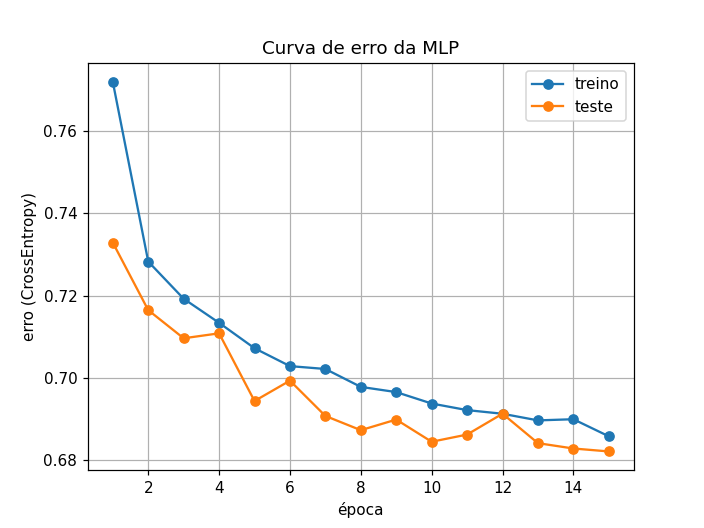 Curva de erro da MLP
treino
teste
0.76
0.74
0.72
0.70
0.68
erro (CrossEntropy)
2 4 6 8 10 12 14
época